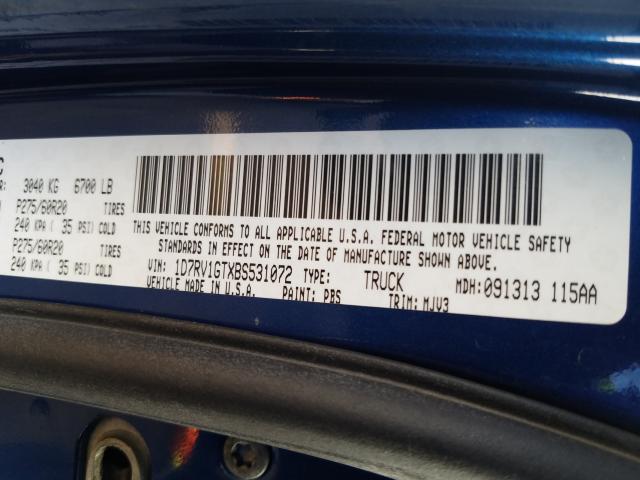 3040 KG 6700 LB
P275/60R20 TIRES
240 KPA ( 35 PSI) COLD
P275/60R20 TIRES
240 KPA ( 35 PSI) COLD
THIS VEHICLE CONFORMS TO ALL APPLICABLE U.S.A. FEDERAL MOTOR VEHICLE SAFETY
STANDARDS IN EFFECT ON THE DATE OF MANUFACTURE SHOWN ABOVE.
VIN: 1D7RV1GTXBS531072 TYPE: TRUCK MDH: 091313 115AA
VEHICLE MADE IN U.S.A. PAINT: PBS TRIM: MJV3